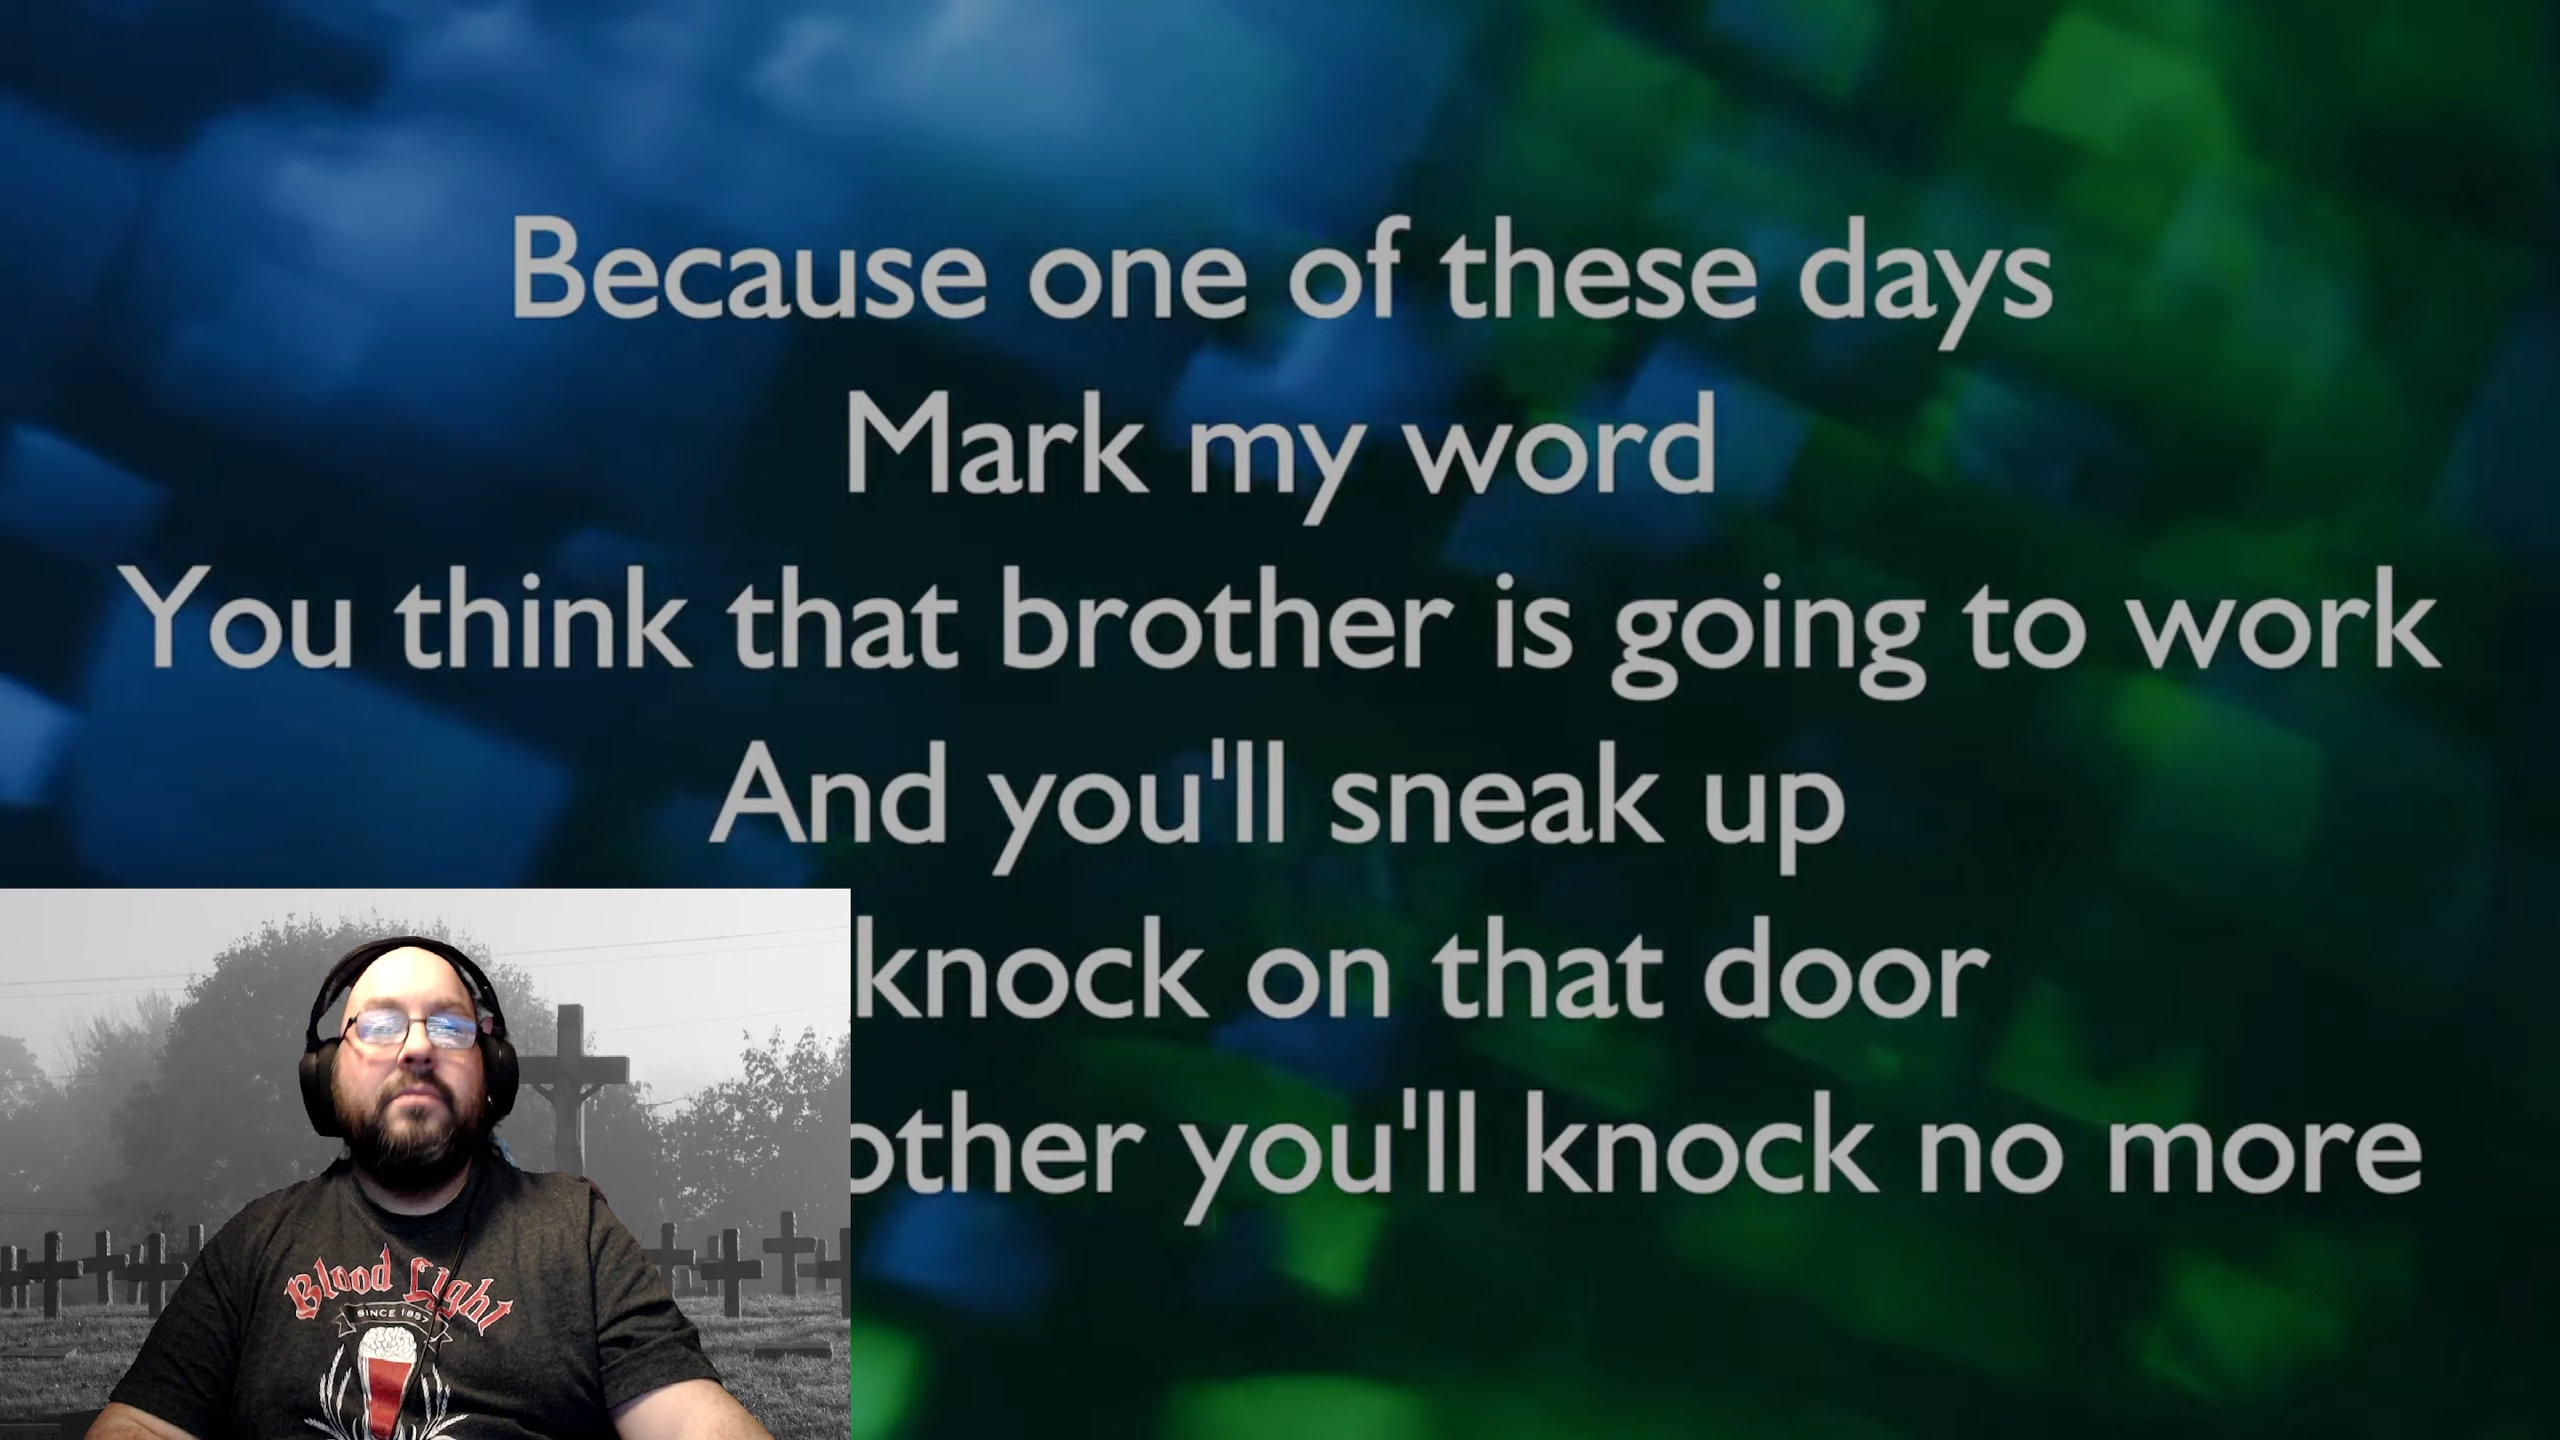 Because one of these days
Mark my word
You think that brother is going to work
And you'll sneak up
knock on that door
other you'll knock no more
Blood Light
SINCE 1857